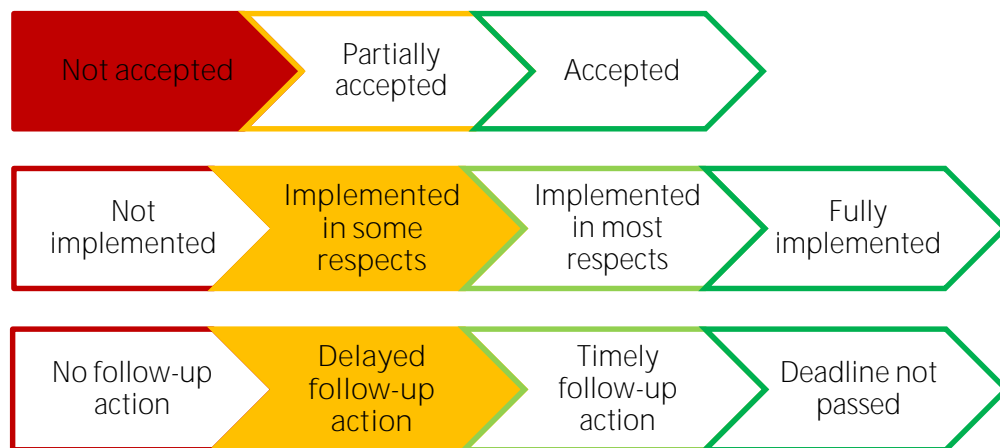 Not accepted
Partially
accepted
Accepted
Not
implemented
Implemented
in some
respects
Implemented
in most
respects
Fully
implemented
No follow-up
action
Delayed
follow-up
action
Timely
follow-up
action
Deadline not
passed